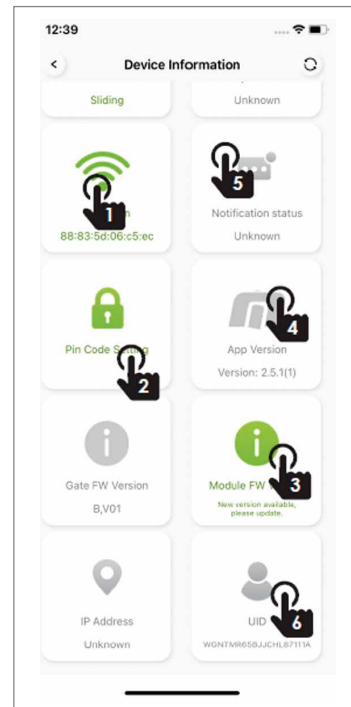 12:39
Device Information
Sliding
Unknown
1
88:83:5d:06:c5:ec
5
Notification status
Unknown
Pin Code Setting
2
4
App Version
Version: 2.5.1(1)
Gate FW Version
B,V01
Module FW
3
New version available,
please update.
IP Address
Unknown
UID
6
WGNTMR65BJJCHL87111A